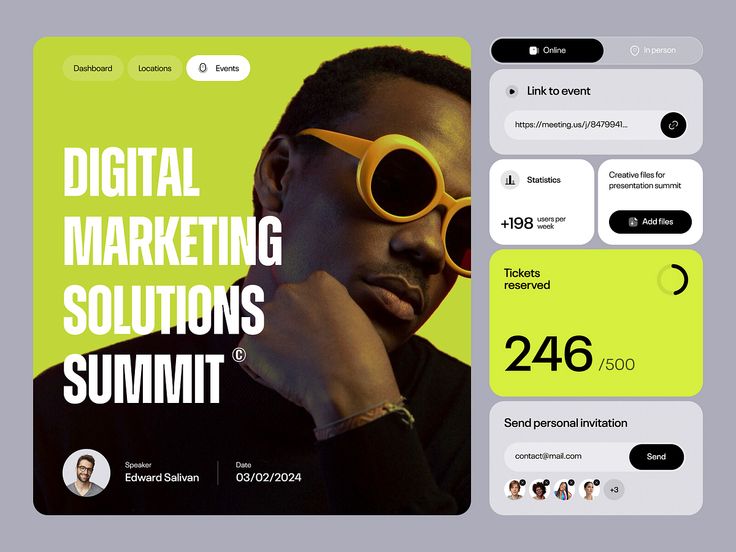 Dashboard
Locations
Events
DIGITAL
MARKETING
SOLUTIONS
SUMMIT ©
Speaker
Edward Salivan
Date
03/02/2024
Online
In person
Link to event
https://meeting.us/j/8479941...
Statistics
+198 users per
week
Creative files for
presentation summit
Add files
Tickets
reserved
246 /500
Send personal invitation
contact@mail.com
Send
+3